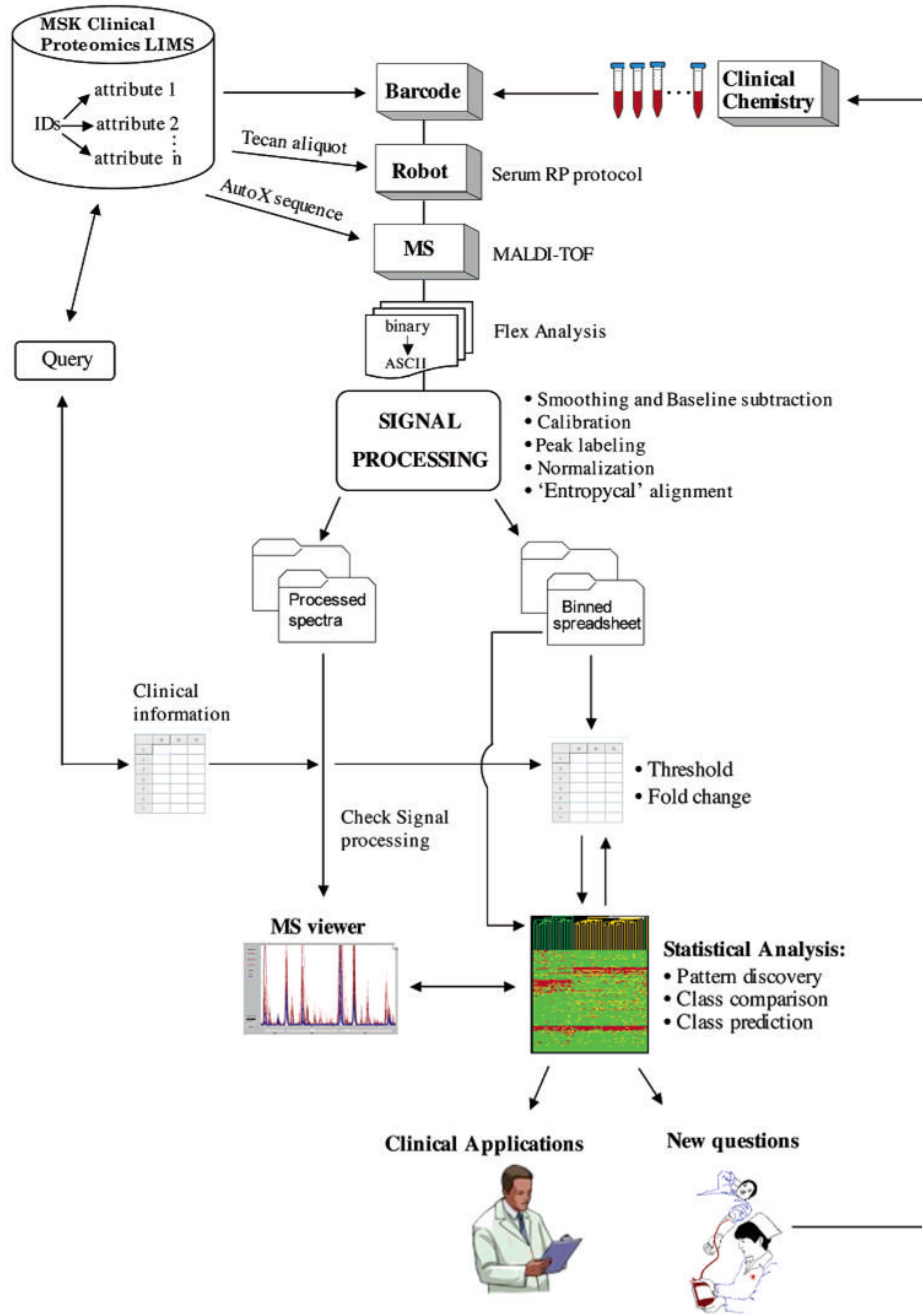 MSK Clinical
Proteomics LIMS
attribute 1
IDs
attribute 2
attribute n
Barcode
Clinical
Chemistry
Tecan aliquot
Robot
Serum RP protocol
AutoX sequence
MS
MALDI-TOF
binary
ASCII
Flex Analysis
Query
SIGNAL
PROCESSING
• Smoothing and Baseline subtraction
• Calibration
• Peak labeling
• Normalization
• ‘Entropycal’ alignment
Processed
spectra
Binned
spreadsheet
Clinical
information
• Threshold
• Fold change
Check Signal
processing
MS viewer
Statistical Analysis:
• Pattern discovery
• Class comparison
• Class prediction
Clinical Applications
New questions